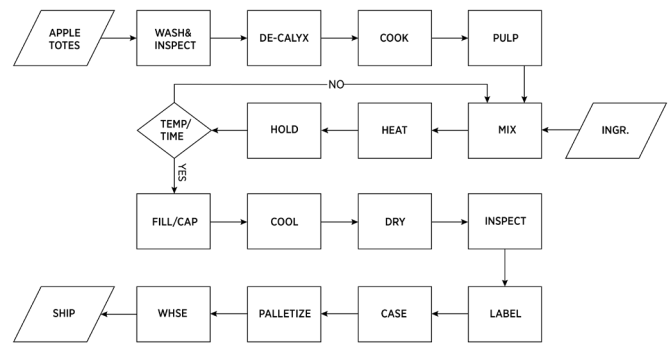 APPLE
TOTES
WASH&
INSPECT
DE-CALYX
COOK
PULP
NO
TEMP/
TIME
HOLD
HEAT
MIX
INGR.
YES
FILL/CAP
COOL
DRY
INSPECT
SHIP
WHSE
PALLETIZE
CASE
LABEL